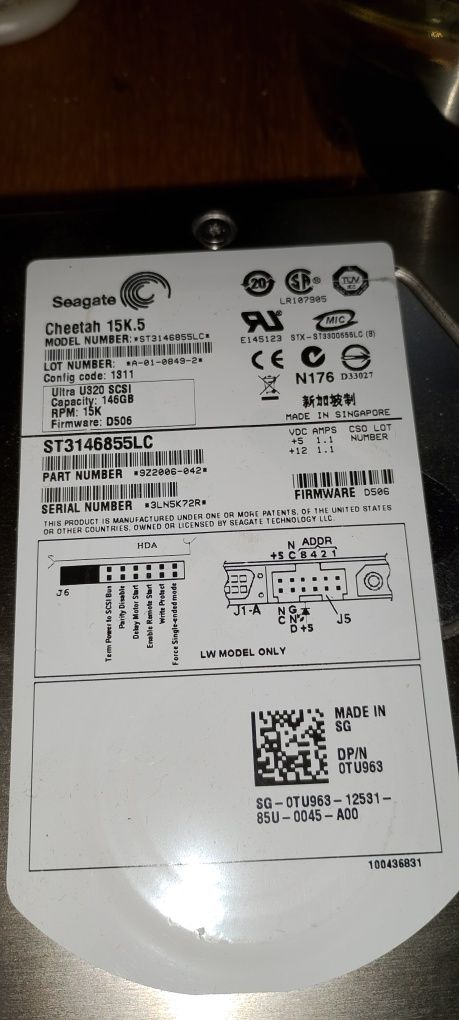 Seagate
Cheetah 15K.5
MODEL NUMBER:*ST3146855LC*
LOT NUMBER: *A-01-0849-2*
Config code: 1311
Ultra U320 SCSI
Capacity: 146GB
RPM: 15K
Firmware: D506
20
SA
TUV
LR107905
E145123
MIC
STX-ST3300655LC (B)
CE
N176
D33027
新加坡制
MADE IN SINGAPORE
ST3146855LC
VDC AMPS
+5 1.1
+12 1.1
CSO LOT
NUMBER
PART NUMBER *9Z2006-042*
SERIAL NUMBER *3LN5K72R*
FIRMWARE D506
THIS PRODUCT IS MANUFACTURED UNDER ONE OR MORE PATENTS, OF THE UNITED STATES
OR OTHER COUNTRIES, OWNED OR LICENSED BY SEAGATE TECHNOLOGY LLC.
HDA
J6
Term Power to SCSI Bus
Parity Disable
Delay Motor Start
Enable Remote Start
Write Protect
Force Single-ended mode
N ADDR
+5 C 8 4 2 1
J1-A
N G
C N
D +5
J5
LW MODEL ONLY
MADE IN
SG
DP/N
0TU963
SG-0TU963-12531-
85U-0045-A00
100436831